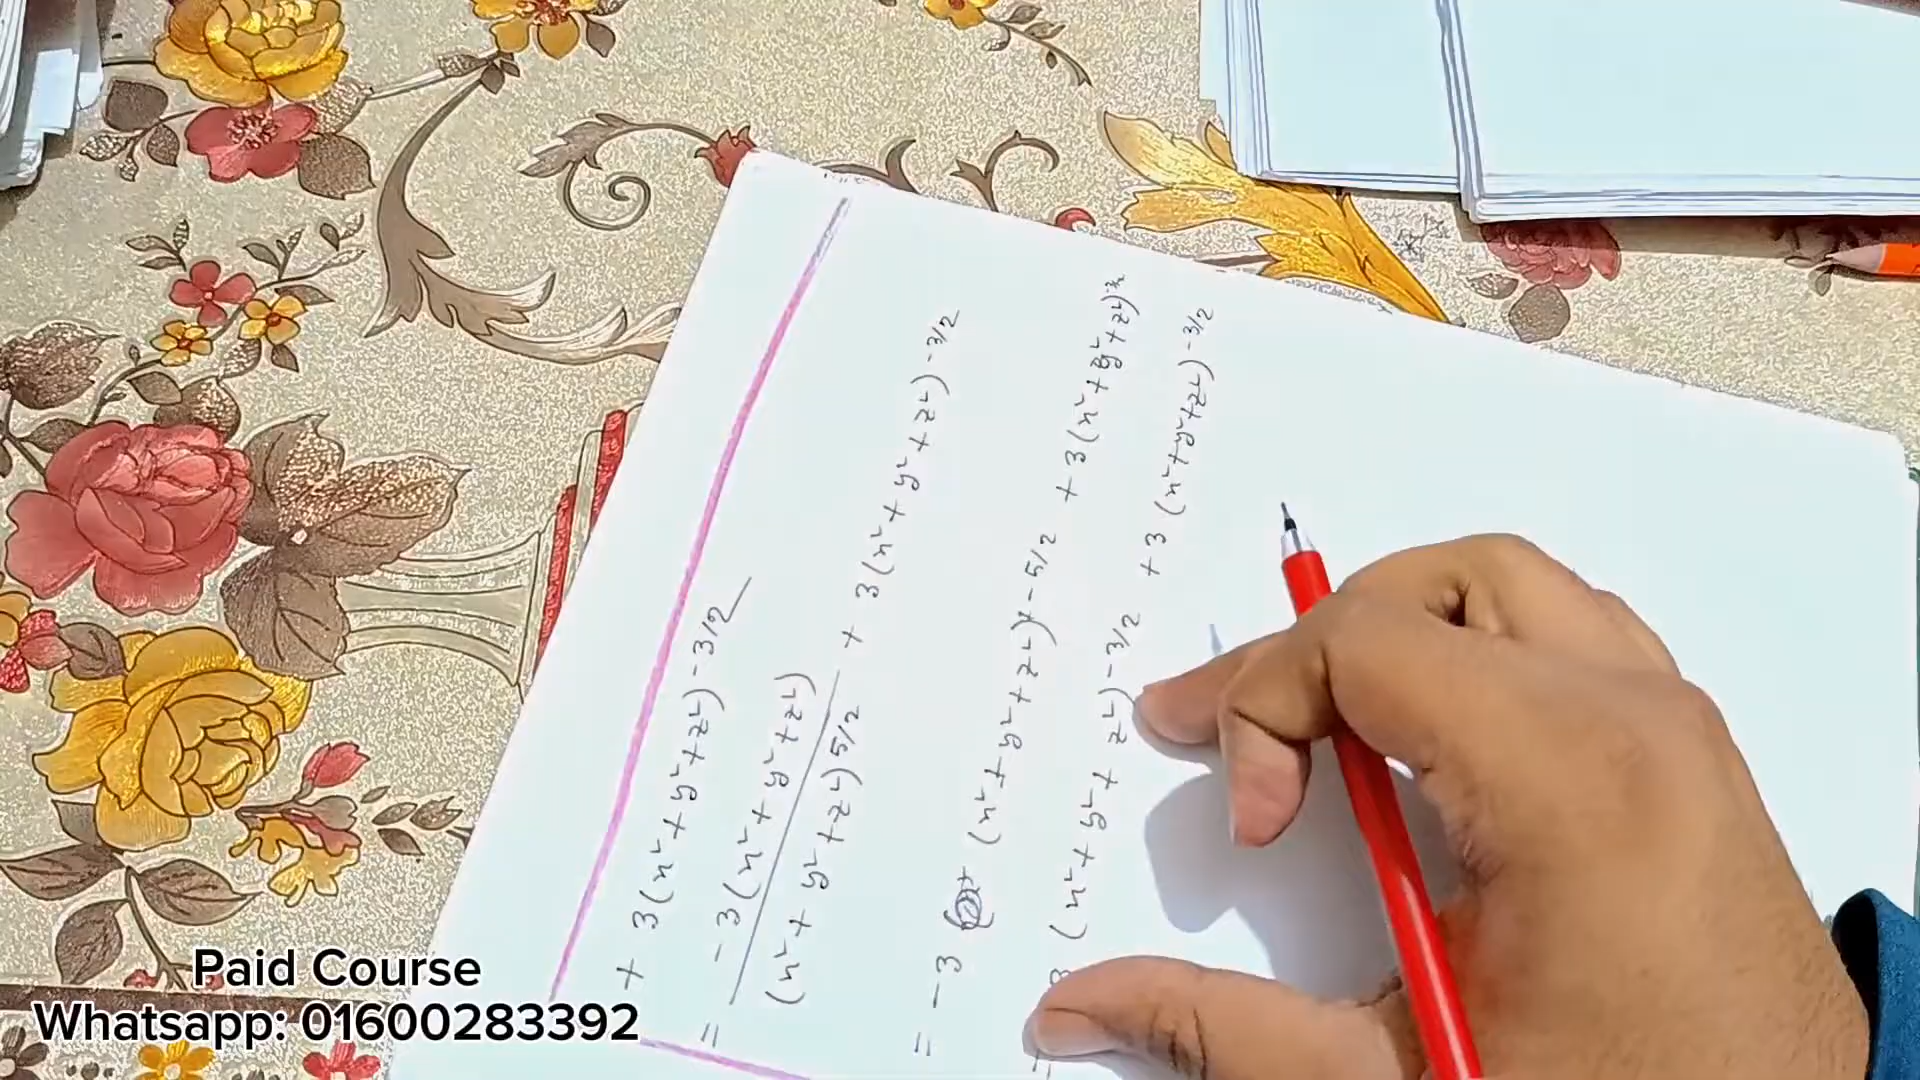 + 3(x²+y²+z²)^-3/2
= -3(x²+y²+z²)
(x²+y²+z²)^5/2 + 3(x²+y²+z²)^-3/2
= -3 (x²+y²+z²)^1-5/2 + 3(x²+y²+z²)^-3/2
(x²+y²+z²)^-3/2 + 3(x²+y²+z²)^-3/2
Paid Course
Whatsapp: 01600283392